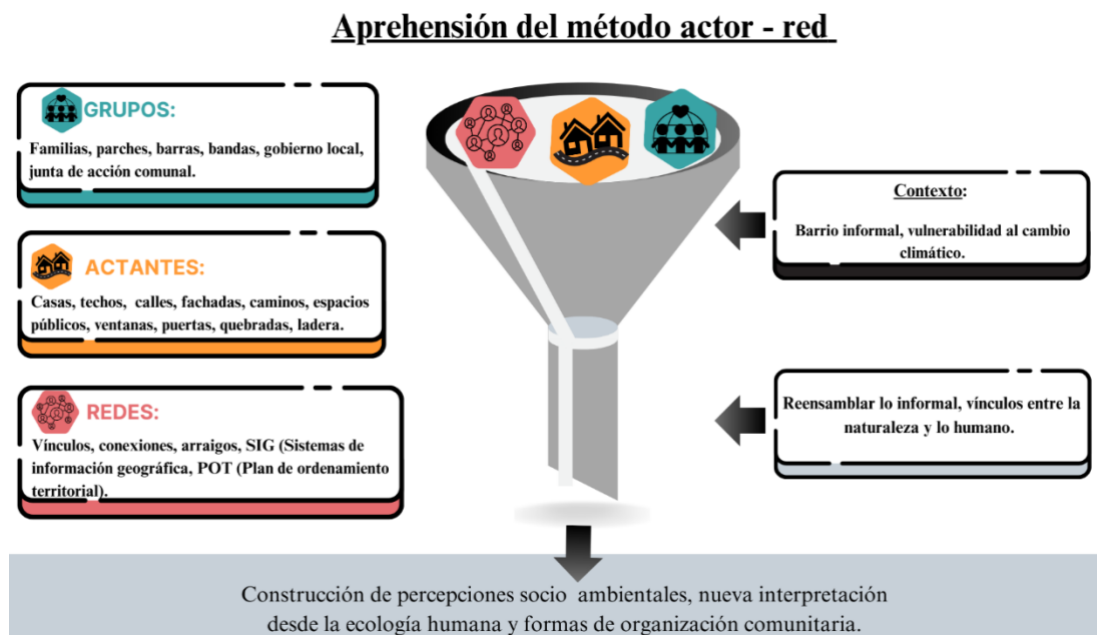 Aprehensión del método actor - red
GRUPOS:
Familias, parches, barras, bandas, gobierno local,
junta de acción comunal.
ACTANTES:
Casas, techos, calles, fachadas, caminos, espacios
públicos, ventanas, puertas, quebradas, ladera.
REDES:
Vínculos, conexiones, arraigos, SIG (Sistemas de
información geográfica, POT (Plan de ordenamiento
territorial).
Contexto:
Barrio informal, vulnerabilidad al cambio
climático.
Reensamblar lo informal, vínculos entre la
naturaleza y lo humano.
Construcción de percepciones socio ambientales, nueva interpretación
desde la ecología humana y formas de organización comunitaria.